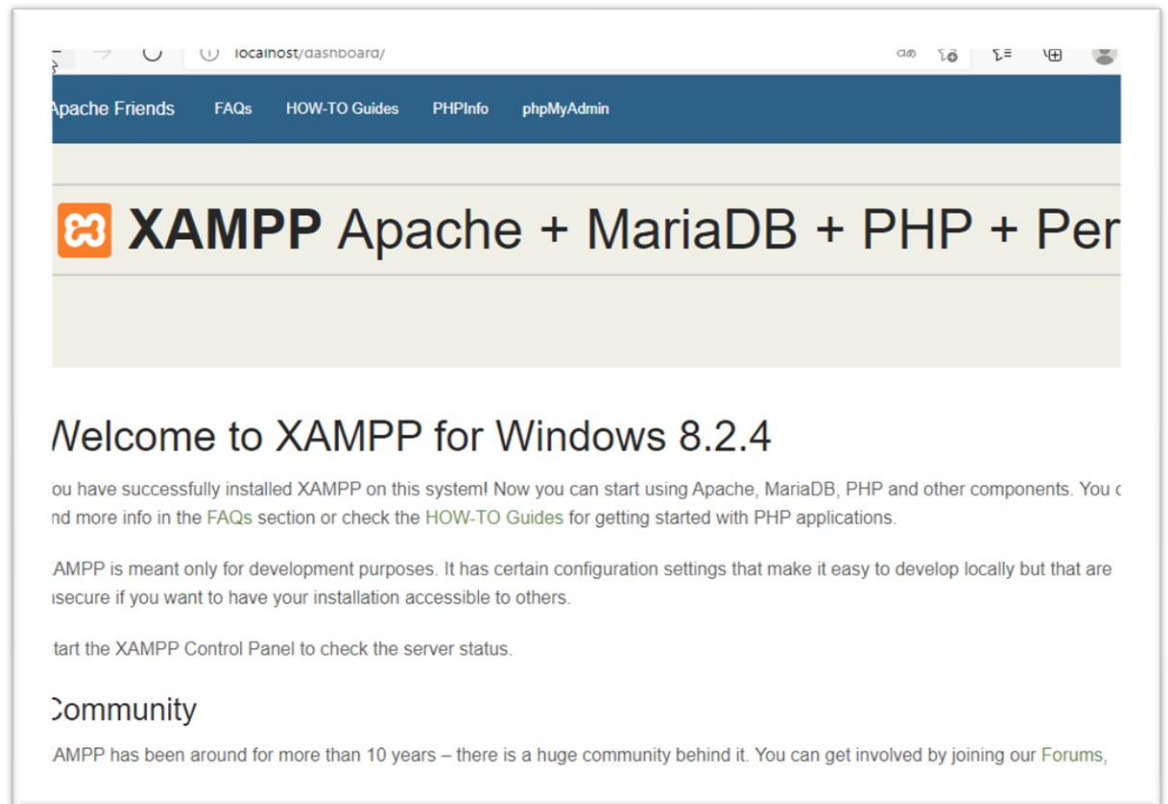 localhost/dashboard/
Apache Friends FAQs HOW-TO Guides PHPInfo phpMyAdmin
XAMPP Apache + MariaDB + PHP + Per
Welcome to XAMPP for Windows 8.2.4
ou have successfully installed XAMPP on this system! Now you can start using Apache, MariaDB, PHP and other components. You c
nd more info in the FAQs section or check the HOW-TO Guides for getting started with PHP applications.
AMPP is meant only for development purposes. It has certain configuration settings that make it easy to develop locally but that are
nsecure if you want to have your installation accessible to others.
tart the XAMPP Control Panel to check the server status.
Community
AMPP has been around for more than 10 years – there is a huge community behind it. You can get involved by joining our Forums,